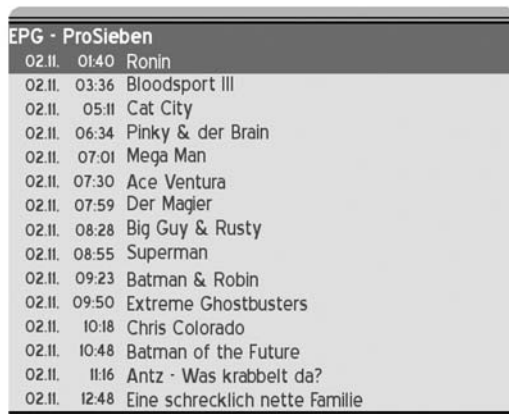 EPG - ProSieben
02.11. 01:40 Ronin
02.11. 03:36 Bloodsport III
02.11. 05:11 Cat City
02.11. 06:34 Pinky & der Brain
02.11. 07:01 Mega Man
02.11. 07:30 Ace Ventura
02.11. 07:59 Der Magier
02.11. 08:28 Big Guy & Rusty
02.11. 08:55 Superman
02.11. 09:23 Batman & Robin
02.11. 09:50 Extreme Ghostbusters
02.11. 10:18 Chris Colorado
02.11. 10:48 Batman of the Future
02.11. 11:16 Antz - Was krabbelt da?
02.11. 12:48 Eine schrecklich nette Familie